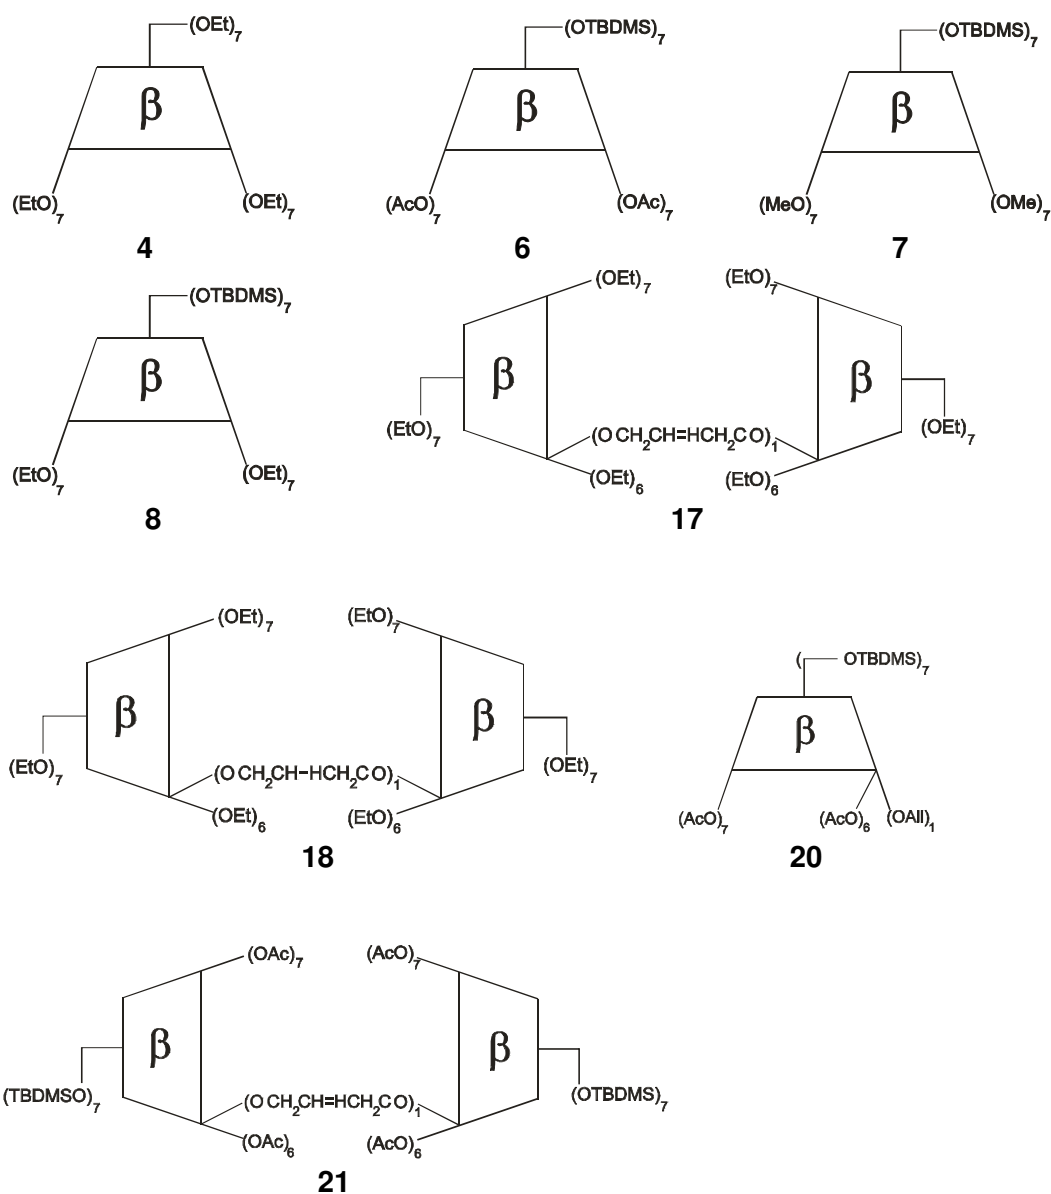 (OEt)7
(OTBDMS)7
(OTBDMS)7
β
β
β
(EtO)7
(OEt)7
(AcO)7
(OAc)7
(MeO)7
(OMe)7
4
6
7
(OTBDMS)7
(OEt)7
(EtO)7
β
β
β
(EtO)7
(OEt)7
(OCH2CH=HCH2CO)1
(EtO)7
(OEt)7
(OEt)6
(EtO)6
8
17
(OEt)7
(EtO)7
(OTBDMS)7
β
β
β
(EtO)7
(OCH2CH-HCH2CO)1
(OEt)7
(OEt)6
(EtO)6
(AcO)7
(AcO)6
(OAll)1
18
20
(OAc)7
(AcO)7
β
β
(TBDMSO)7
(OCH2CH=HCH2CO)1
(OTBDMS)7
(OAc)6
(AcO)6
21